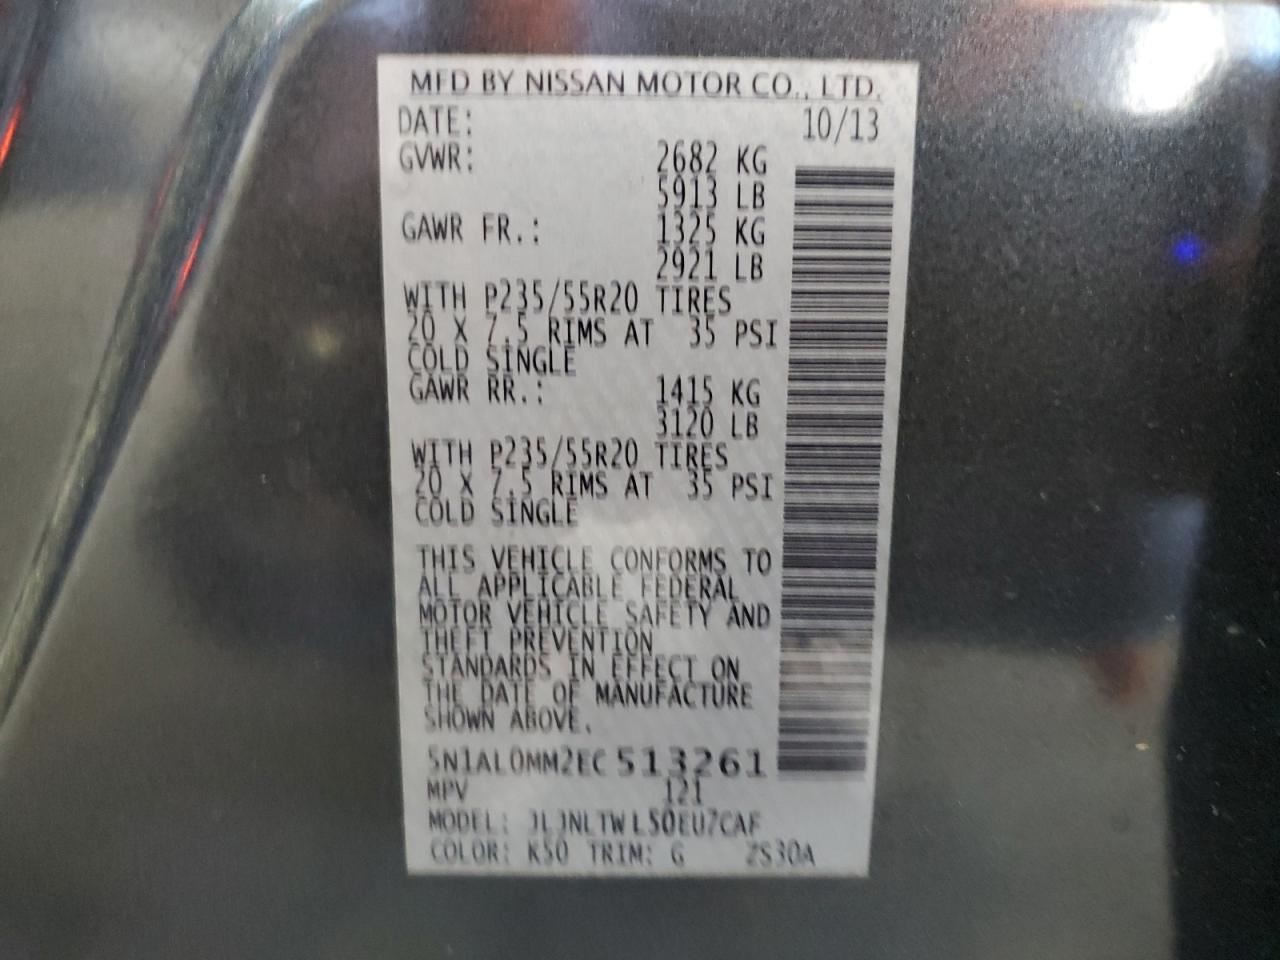 MFD BY NISSAN MOTOR CO., LTD.
DATE: 10/13
GVWR: 2682 KG
5913 LB
GAWR FR.: 1325 KG
2921 LB
WITH P235/55R20 TIRES
20 X 7.5 RIMS AT 35 PSI
COLD SINGLE
GAWR RR.: 1415 KG
3120 LB
WITH P235/55R20 TIRES
20 X 7.5 RIMS AT 35 PSI
COLD SINGLE
THIS VEHICLE CONFORMS TO
ALL APPLICABLE FEDERAL
MOTOR VEHICLE SAFETY AND
THEFT PREVENTION
STANDARDS IN EFFECT ON
THE DATE OF MANUFACTURE
SHOWN ABOVE.
5N1AL0MM2EC513261
MPV 121
MODEL: JLJNLTWL50EU7CAF
COLOR: K50 TRIM: G ZS30A